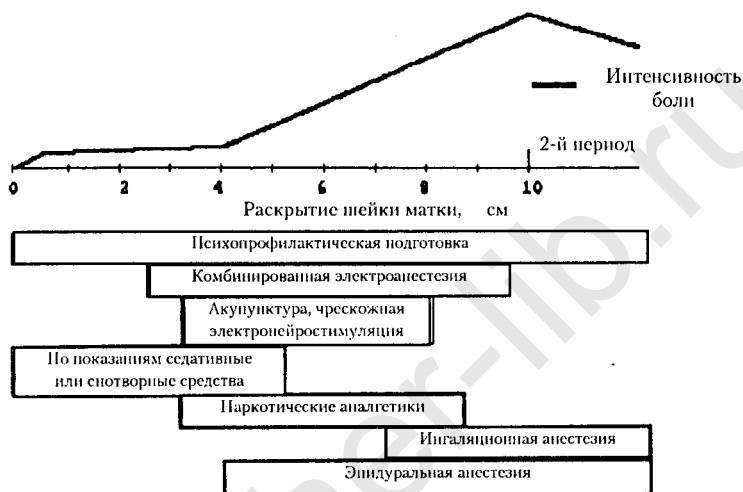 Интенсивность
боли
2-й период
0 2 4 6 8 10
Раскрытие шейки матки, см
Психопрофилактическая подготовка
Комбинированная электроанестезия
Акупунктура, чрескожная
электронейростимуляция
По показаниям седативные
или снотворные средства
Наркотические аналгетики
Ингаляционная анестезия
Эпидуральная анестезия